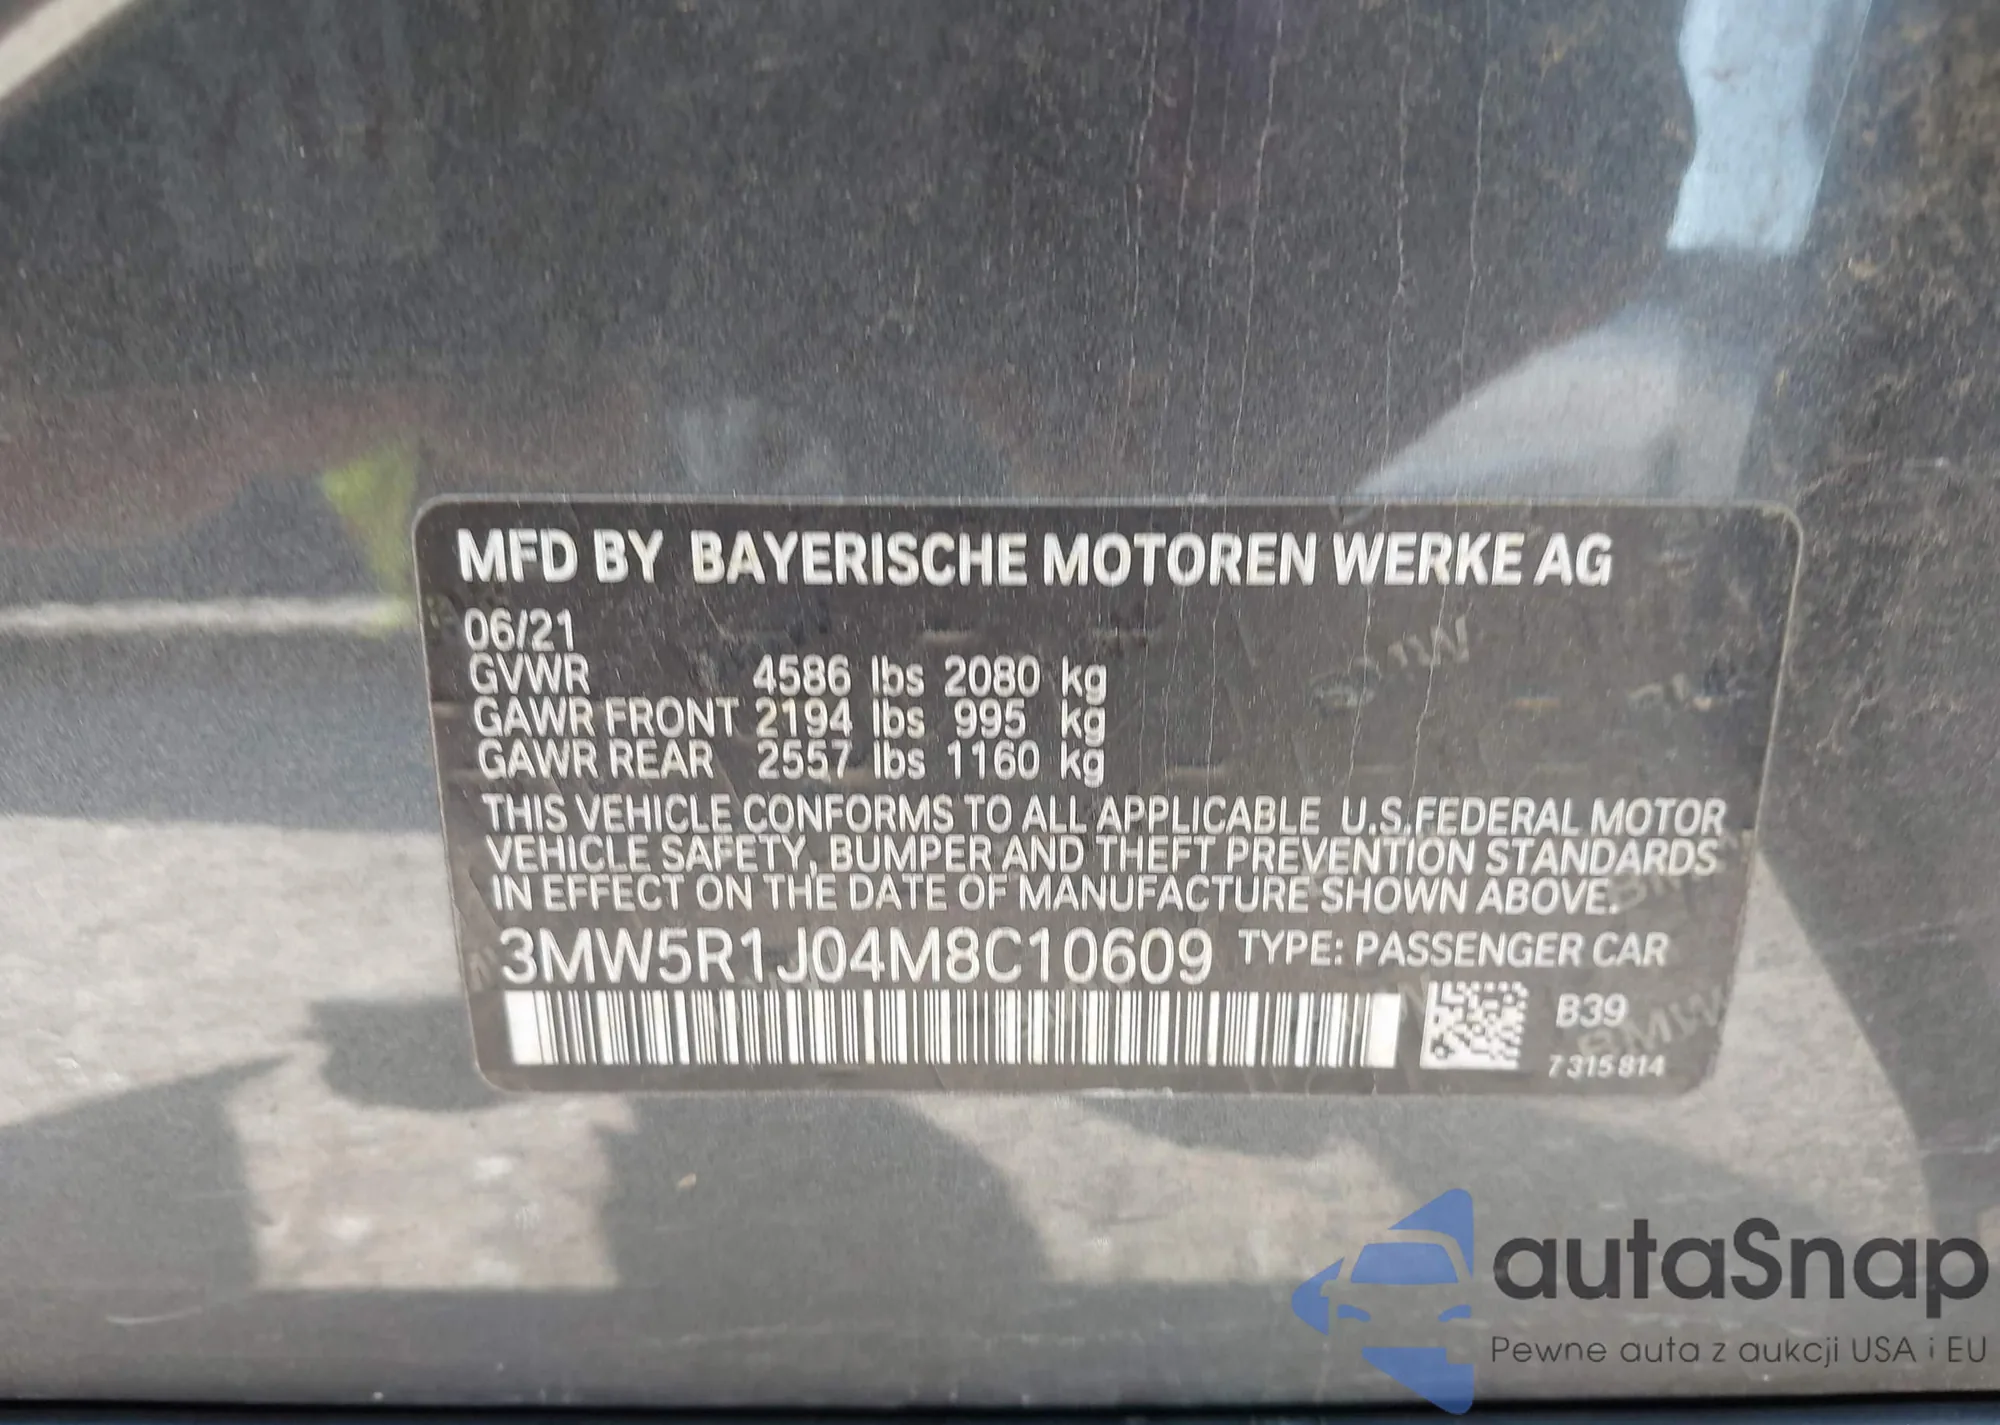 MFD BY BAYERISCHE MOTOREN WERKE AG
06/21
GVWR 4586 lbs 2080 kg
GAWR FRONT 2194 lbs 995 kg
GAWR REAR 2557 lbs 1160 kg
THIS VEHICLE CONFORMS TO ALL APPLICABLE U.S.FEDERAL MOTOR
VEHICLE SAFETY, BUMPER AND THEFT PREVENTION STANDARDS
IN EFFECT ON THE DATE OF MANUFACTURE SHOWN ABOVE.
3MW5R1J04M8C10609 TYPE: PASSENGER CAR
B39
7 315 814
autaSnap
Pewne auta z aukcji USA i EU